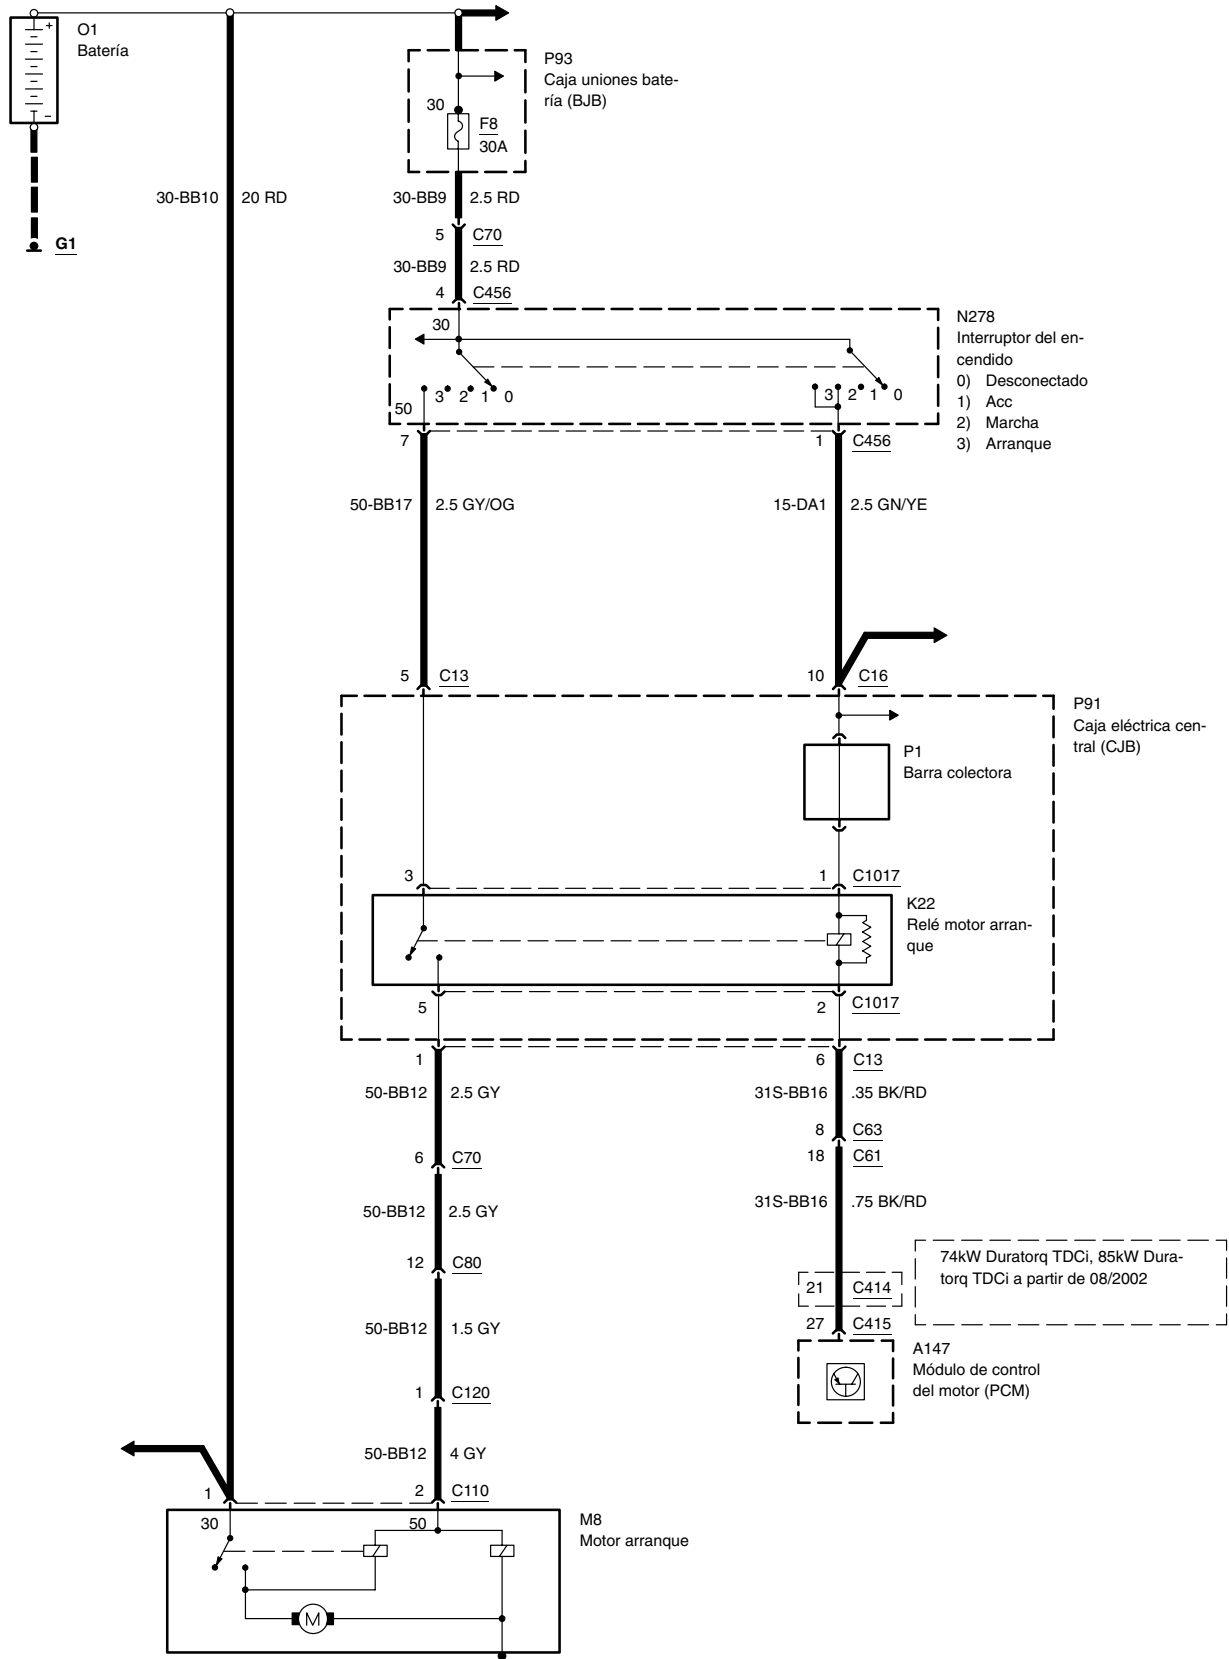 +
O1
Batería
–
G1
P93
Caja uniones bate-
ría (BJB)
30
F8
30A
30-BB10 20 RD
30-BB9 2.5 RD
5 C70
30-BB9 2.5 RD
4 C456
30
3 2 1 0
3 2 1 0
50
N278
Interruptor del en-
cendido
0) Desconectado
1) Acc
2) Marcha
3) Arranque
7
1 C456
50-BB17 2.5 GY/OG
15-DA1 2.5 GN/YE
5 C13
10 C16
P91
Caja eléctrica cen-
tral (CJB)
P1
Barra colectora
3
1 C1017
K22
Relé motor arran-
que
5
2 C1017
1
6 C13
50-BB12 2.5 GY
31S-BB16 .35 BK/RD
8 C63
6 C70
18 C61
50-BB12 2.5 GY
31S-BB16 .75 BK/RD
12 C80
74kW Duratorq TDCi, 85kW Dura-
torq TDCi a partir de 08/2002
21 C414
27 C415
50-BB12 1.5 GY
A147
Módulo de control
del motor (PCM)
1 C120
50-BB12 4 GY
1
2 C110
30
50
M8
Motor arranque
M